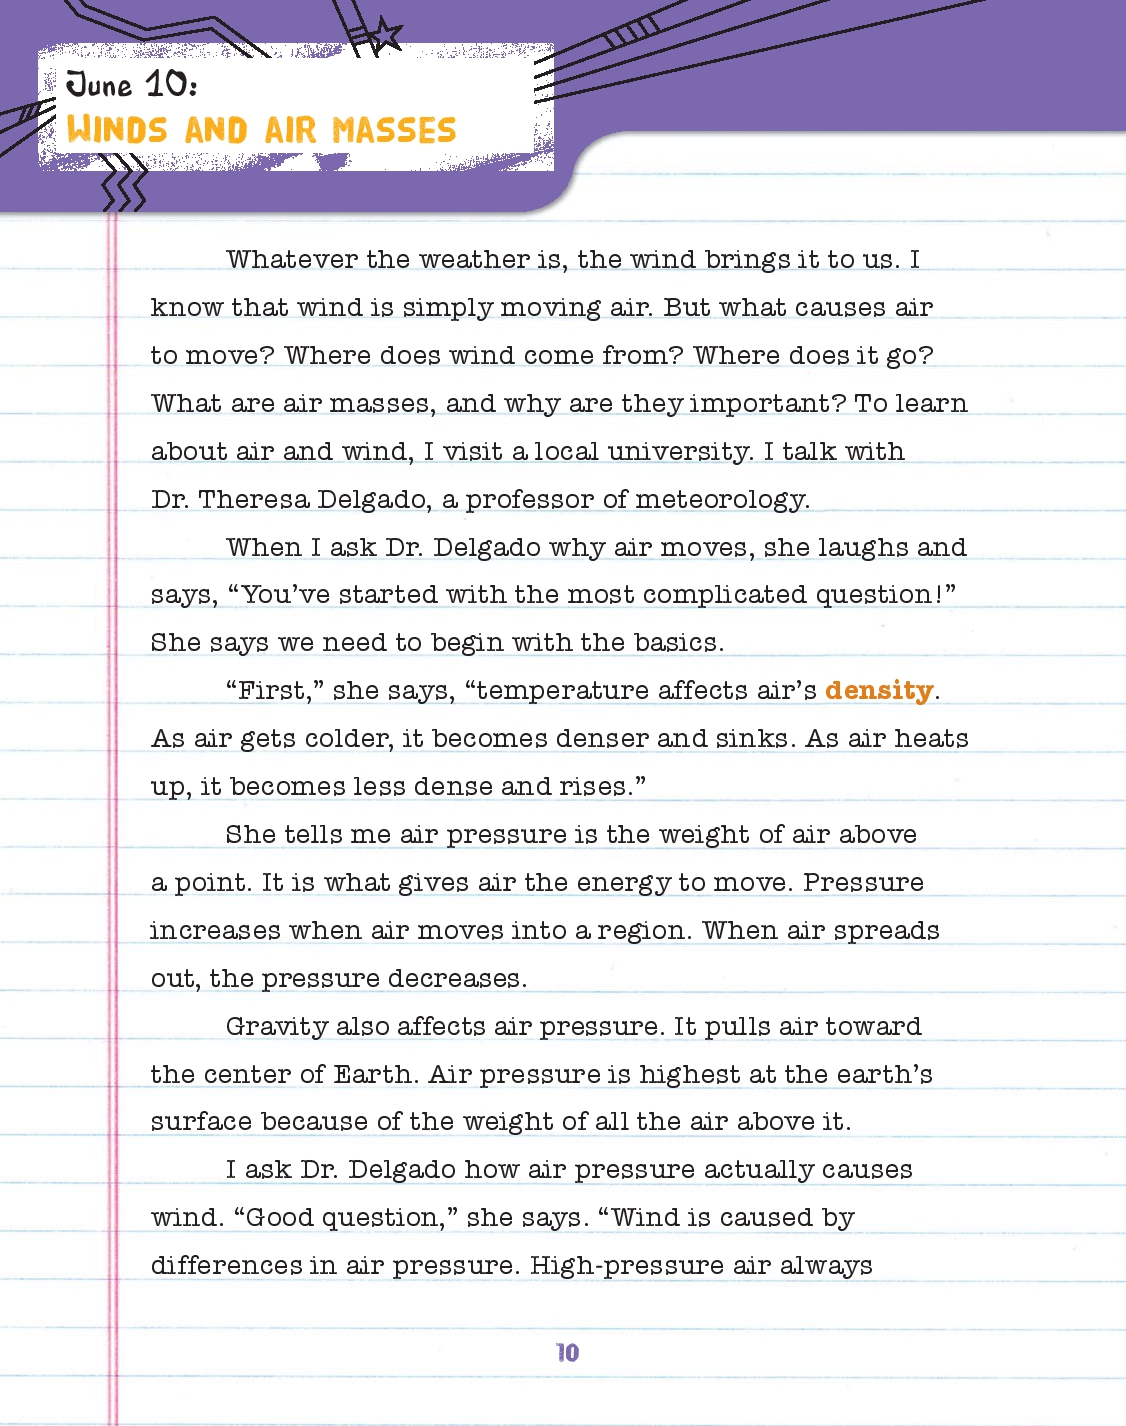 June 10:
WINDS AND AIR MASSES
Whatever the weather is, the wind brings it to us. I
know that wind is simply moving air. But what causes air
to move? Where does wind come from? Where does it go?
What are air masses, and why are they important? To learn
about air and wind, I visit a local university. I talk with
Dr. Theresa Delgado, a professor of meteorology.
When I ask Dr. Delgado why air moves, she laughs and
says, “You’ve started with the most complicated question!”
She says we need to begin with the basics.
“First,” she says, “temperature affects air’s density.
As air gets colder, it becomes denser and sinks. As air heats
up, it becomes less dense and rises.”
She tells me air pressure is the weight of air above
a point. It is what gives air the energy to move. Pressure
increases when air moves into a region. When air spreads
out, the pressure decreases.
Gravity also affects air pressure. It pulls air toward
the center of Earth. Air pressure is highest at the earth’s
surface because of the weight of all the air above it.
I ask Dr. Delgado how air pressure actually causes
wind. “Good question,” she says. “Wind is caused by
differences in air pressure. High-pressure air always
10